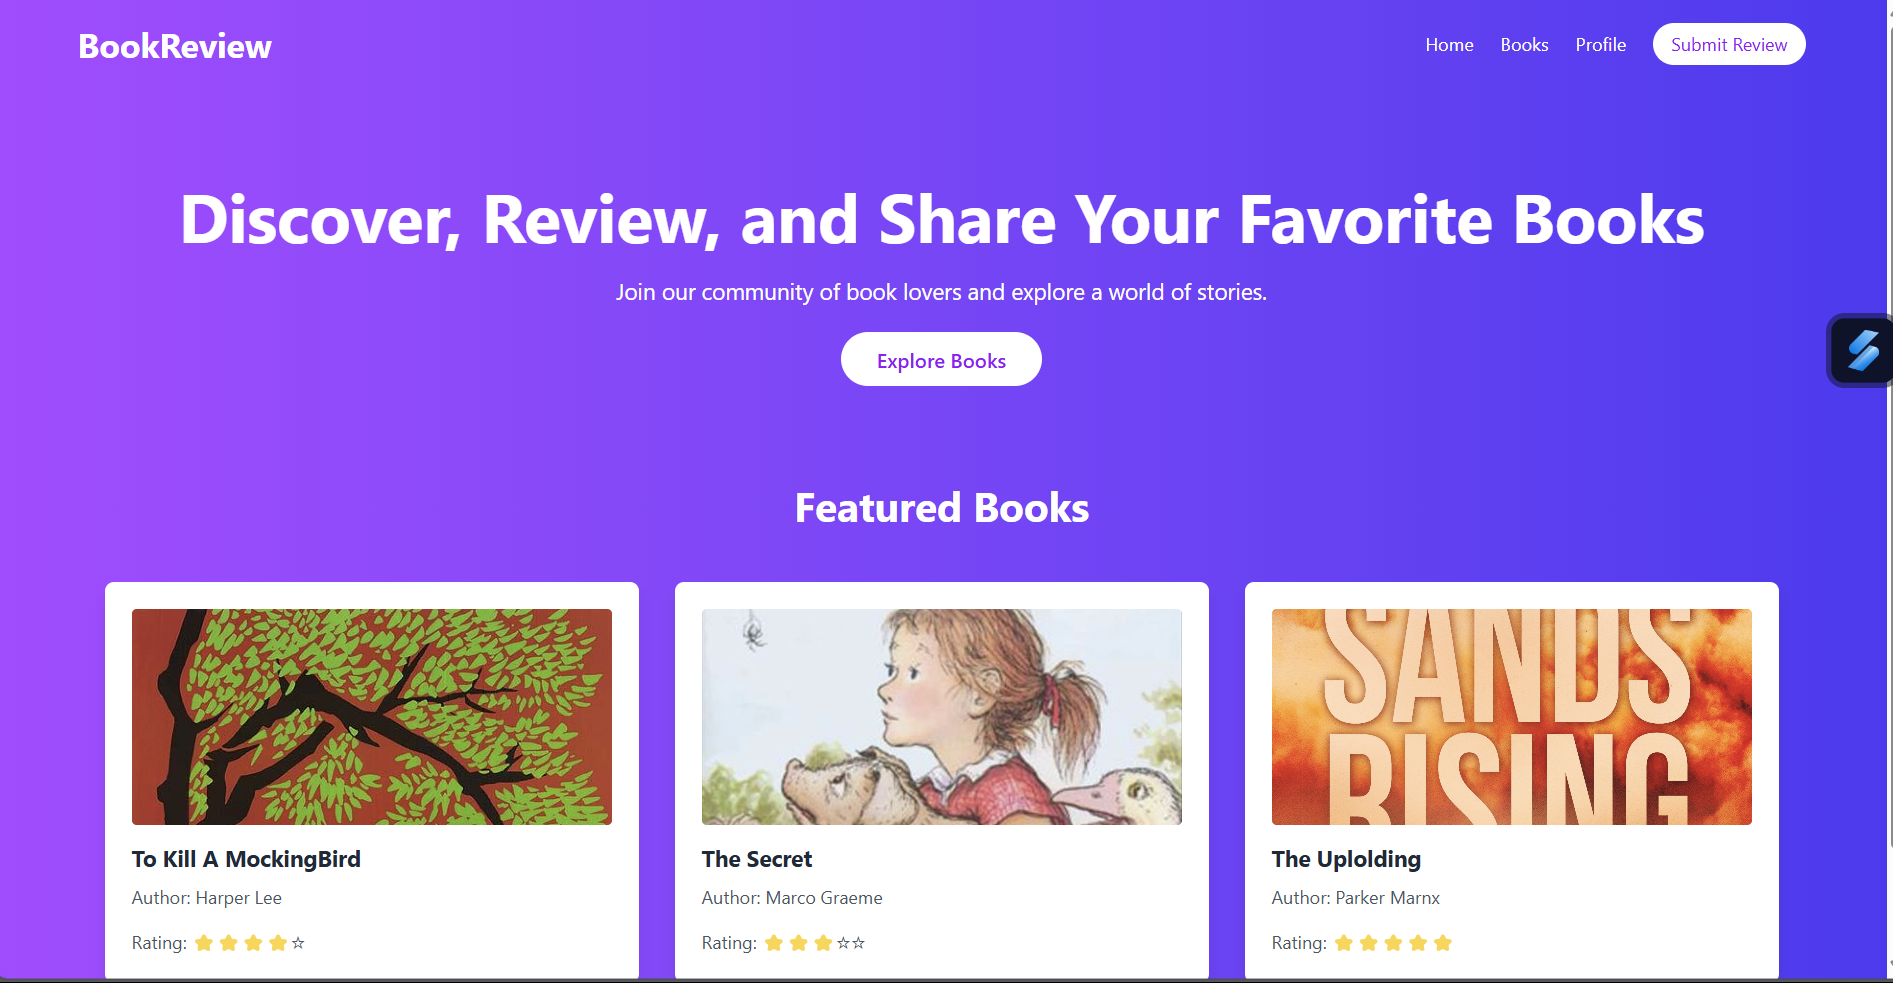 BookReview
Home Books Profile Submit Review
Discover, Review, and Share Your Favorite Books
Join our community of book lovers and explore a world of stories.
Explore Books
Featured Books
SANDS
RISING
To Kill A MockingBird
Author: Harper Lee
Rating:
The Secret
Author: Marco Graeme
Rating:
The Uplolding
Author: Parker Marnx
Rating: